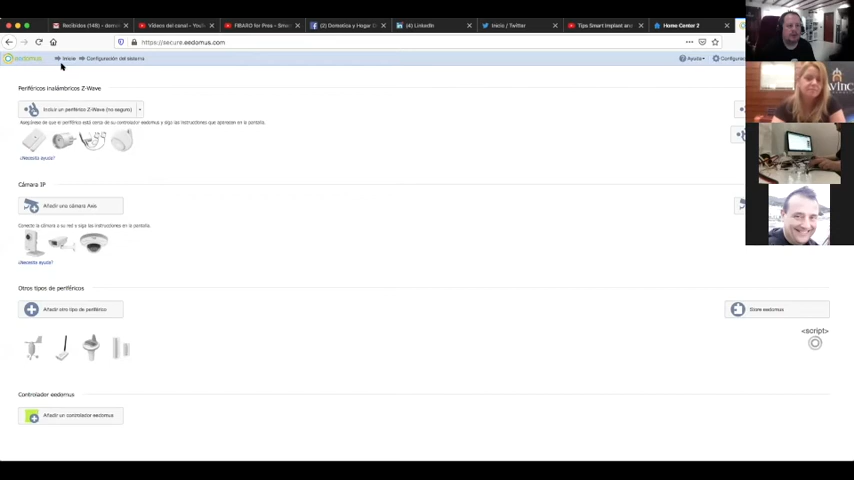 Recibidos (148) - dome
Vídeos del canal - YouT
FIBARO for Pros - Smar
(2) Domotica y Hogar D
(4) LinkedIn
Inicio / Twitter
Tips Smart Implant and
Home Center 2
https://secure.eedomus.com
eedomus
Inicio
Configuración del sistema
Ayuda
Configurac
Periféricos inalámbricos Z-Wave
Incluir un periférico Z-Wave (no seguro)
Asegúrese de que el periférico está cerca de su controlador eedomus y siga las instrucciones que aparecen en la pantalla.
¿Necesita ayuda?
Cámara IP
Añadir una cámara Axis
Conecte la cámara a su red y siga las instrucciones en la pantalla.
¿Necesita ayuda?
Otros tipos de periféricos
Añadir otro tipo de periférico
Store eedomus
<script>
Controlador eedomus
Añadir un controlador eedomus